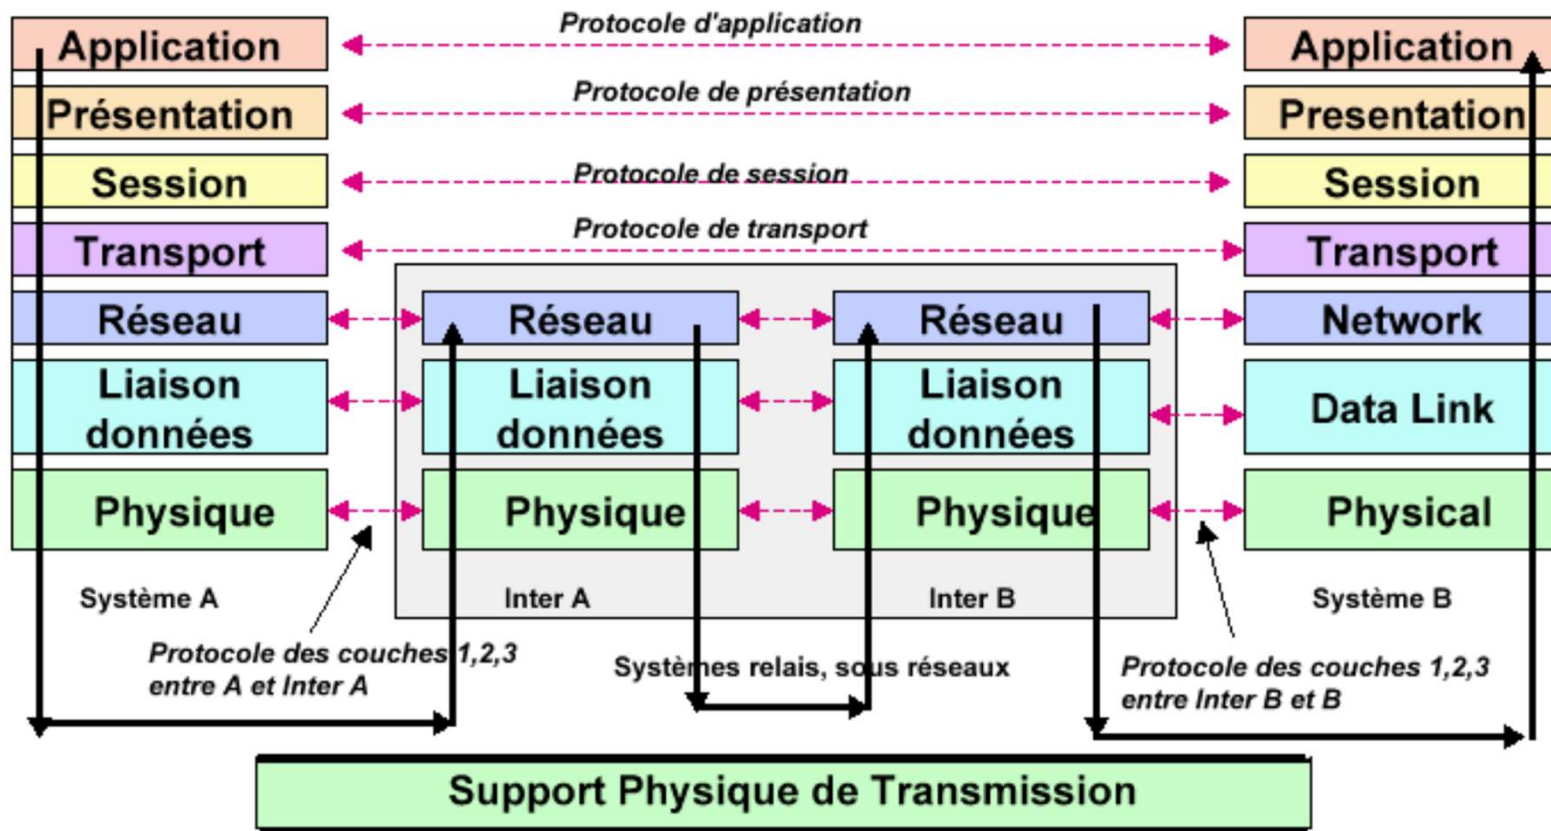 Protocole d'application
Application
Application
Protocole de présentation
Présentation
Presentation
Protocole de session
Session
Session
Protocole de transport
Transport
Transport
Réseau
Réseau
Réseau
Network
Liaison
données
Liaison
données
Liaison
données
Data Link
Physique
Physique
Physique
Physical
Système A
Inter A
Inter B
Système B
Protocole des couches 1,2,3
entre A et Inter A
Systèmes relais, sous réseaux
Protocole des couches 1,2,3
entre Inter B et B
Support Physique de Transmission